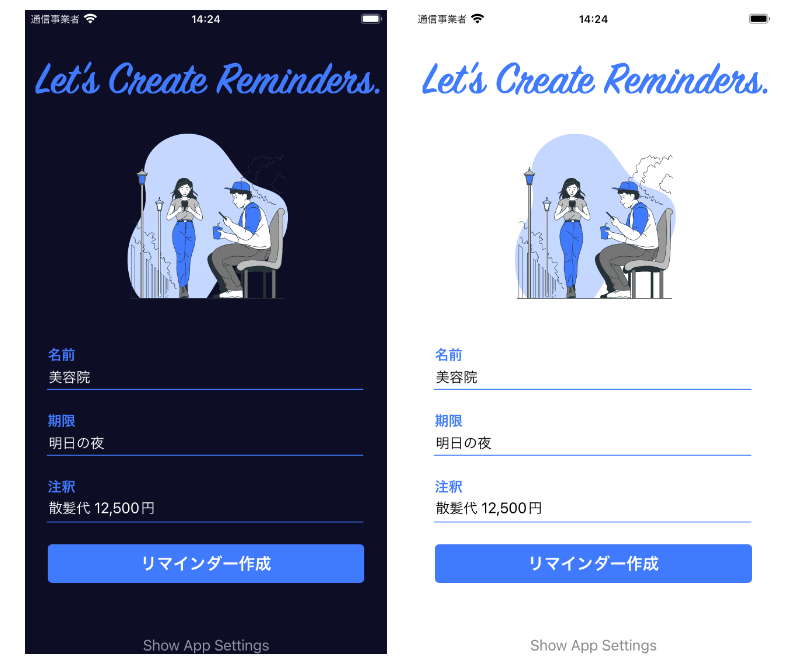 通信事業者 14:24
Let's Create Reminders.
名前
美容院
期限
明日の夜
注釈
散髪代 12,500円
リマインダー作成
Show App Settings
通信事業者 14:24
Let's Create Reminders.
名前
美容院
期限
明日の夜
注釈
散髪代 12,500円
リマインダー作成
Show App Settings